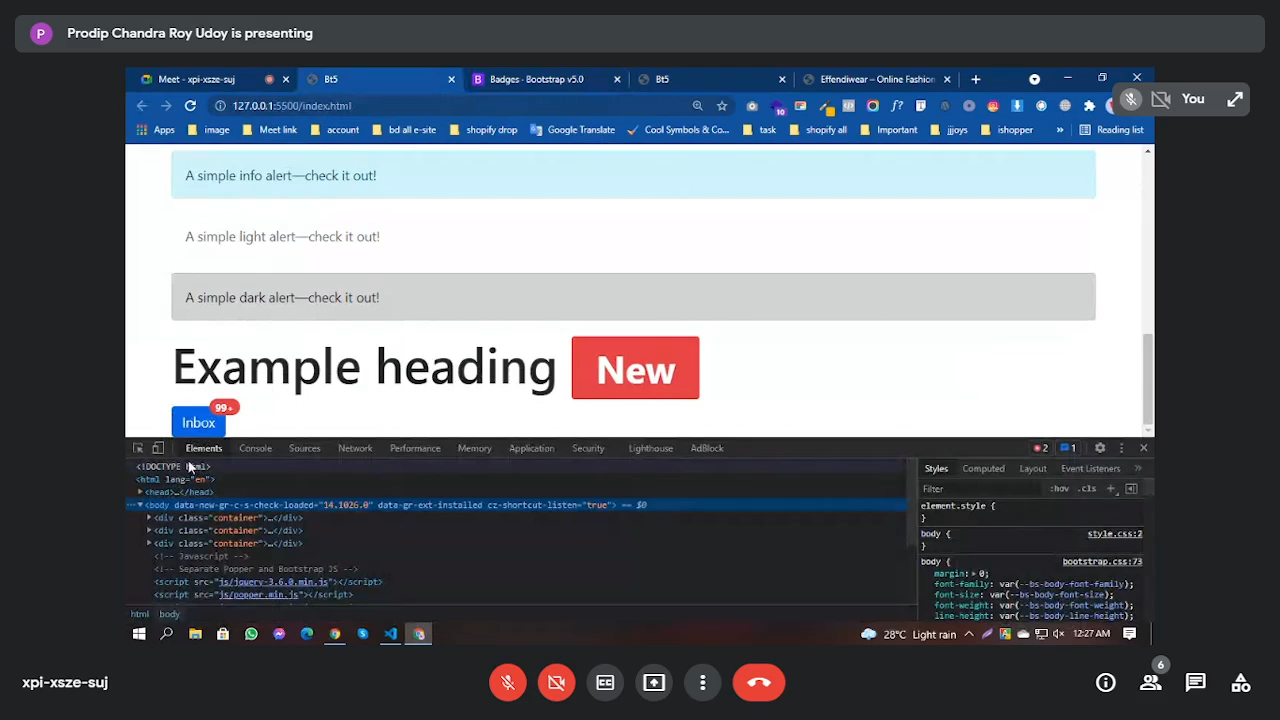 P Prodip Chandra Roy Udoy is presenting
Meet - xpi-xsze-suj
Bt5
Badges · Bootstrap v5.0
Bt5
Effendiwear – Online Fashion
127.0.0.1:5500/index.html
10
You
Apps image Meet link account bd all e-site shopify drop Google Translate Cool Symbols & Co... task shopify all Important jjjoys ishopper » Reading list
A simple info alert—check it out!
A simple light alert—check it out!
A simple dark alert—check it out!
Example heading New
99+
Inbox
Elements Console Sources Network Performance Memory Application Security Lighthouse AdBlock 2 1
<!DOCTYPE html>
<html lang="en">
<head>…</head>
<body data-new-gr-c-s-check-loaded="14.1026.0" data-gr-ext-installed cz-shortcut-listen="true"> == $0
<div class="container">…</div>
<div class="container">…</div>
<div class="container">…</div>
<!-- Javascript -->
<!-- Separate Popper and Bootstrap JS -->
<script src="js/jquery-3.6.0.min.js"></script>
<script src="js/popper.min.js"></script>
html body
Styles Computed Layout Event Listeners »
Filter :hov .cls +
element.style {
}
body { style.css:2
}
body { bootstrap.css:73
margin: 0;
font-family: var(--bs-body-font-family);
font-size: var(--bs-body-font-size);
font-weight: var(--bs-body-font-weight);
line-height: var(--bs-body-line-height);
28°C Light rain 12:27 AM
xpi-xsze-suj
CC
6